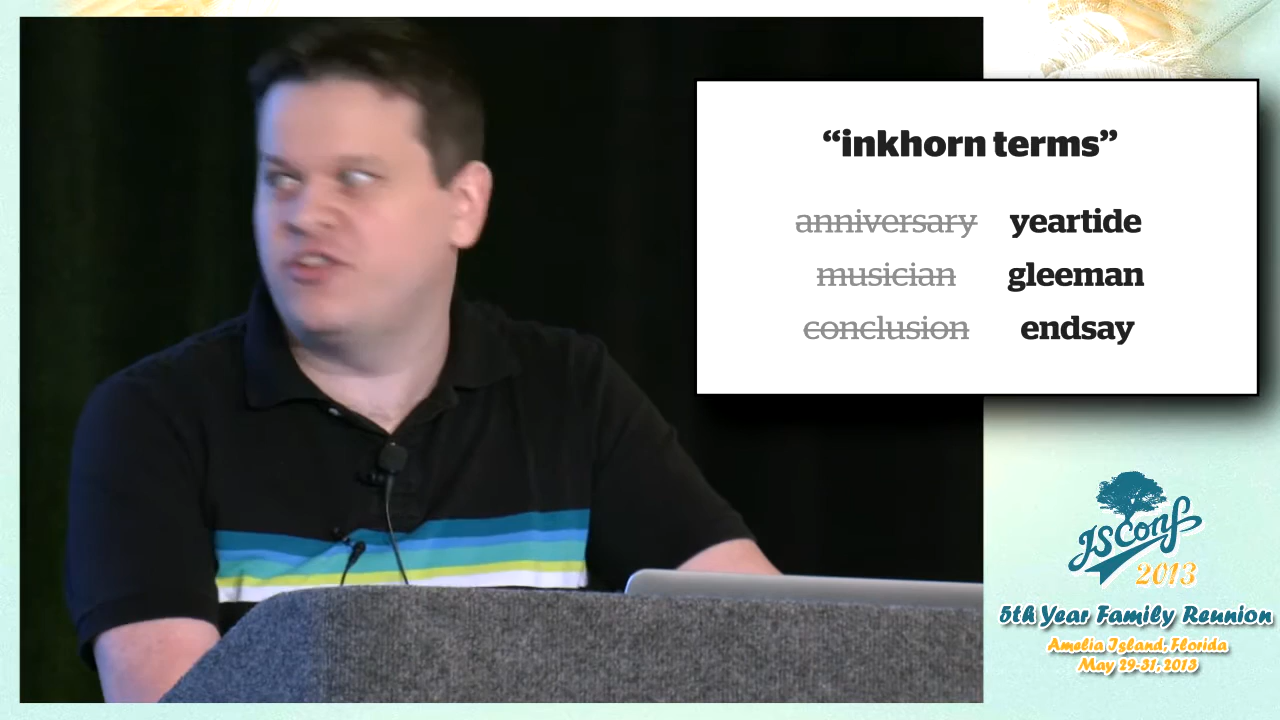 “inkhorn terms”
anniversary yeartide
musician gleeman
conclusion endsay
JSConf
2013
5th Year Family Reunion
Amelia Island, Florida
May 29-31, 2013